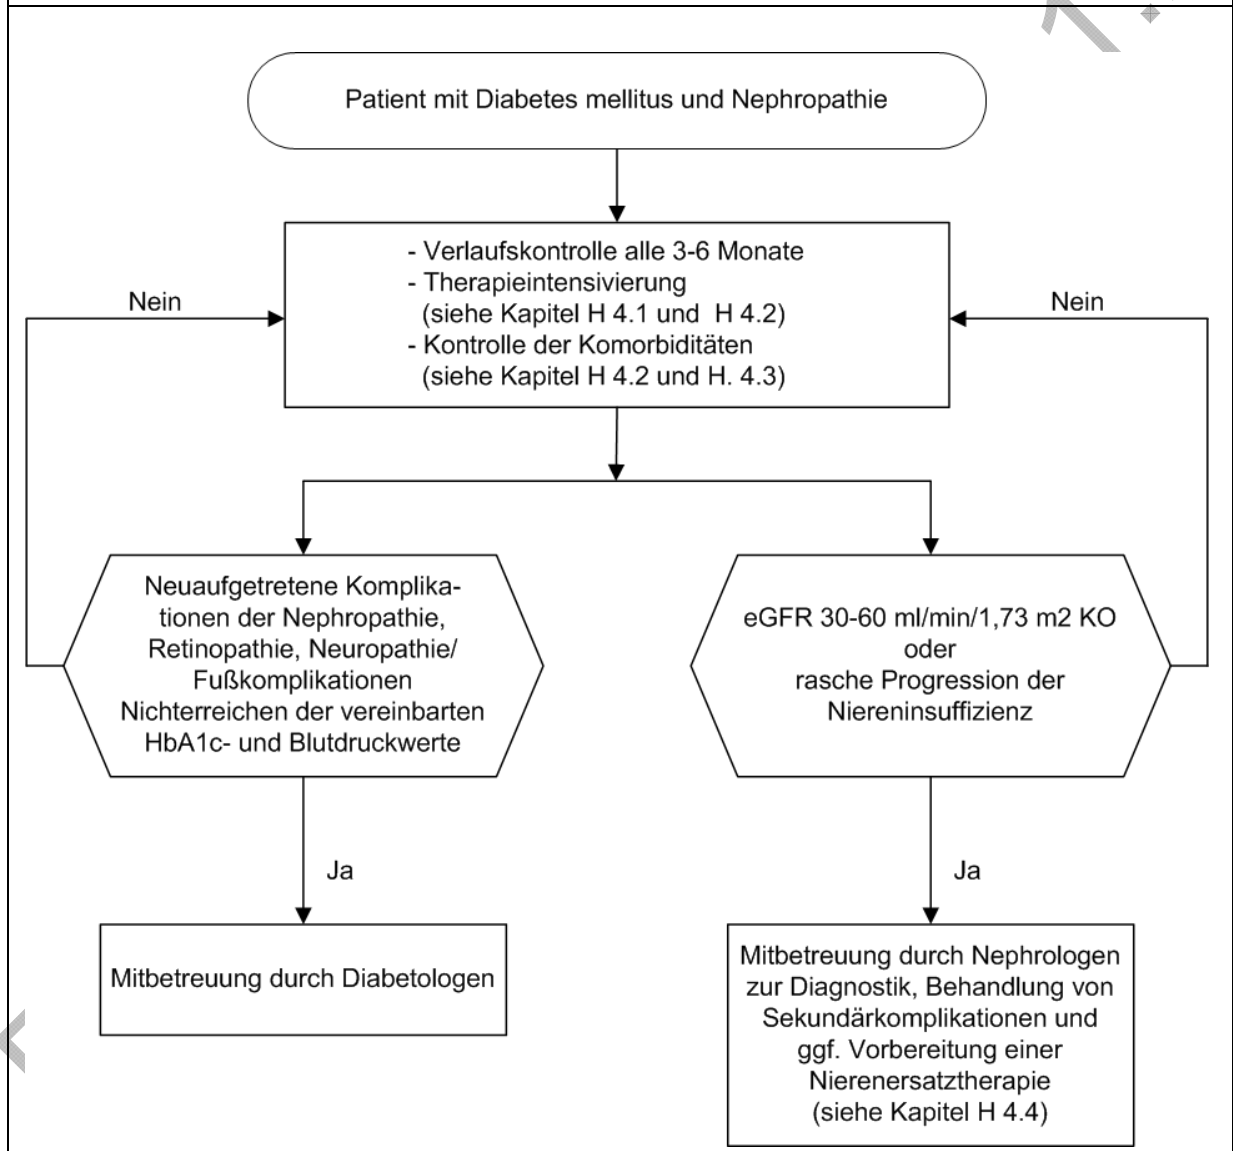 Patient mit Diabetes mellitus und Nephropathie
- Verlaufskontrolle alle 3-6 Monate
- Therapieintensivierung
(siehe Kapitel H 4.1 und H 4.2)
- Kontrolle der Komorbiditäten
(siehe Kapitel H 4.2 und H. 4.3)
Nein
Nein
Neuaufgetretene Komplika-
tionen der Nephropathie,
Retinopathie, Neuropathie/
Fußkomplikationen
Nichterreichen der vereinbarten
HbA1c- und Blutdruckwerte
eGFR 30-60 ml/min/1,73 m2 KO
oder
rasche Progression der
Niereninsuffizienz
Ja
Ja
Mitbetreuung durch Diabetologen
Mitbetreuung durch Nephrologen
zur Diagnostik, Behandlung von
Sekundärkomplikationen und
ggf. Vorbereitung einer
Nierenersatztherapie
(siehe Kapitel H 4.4)